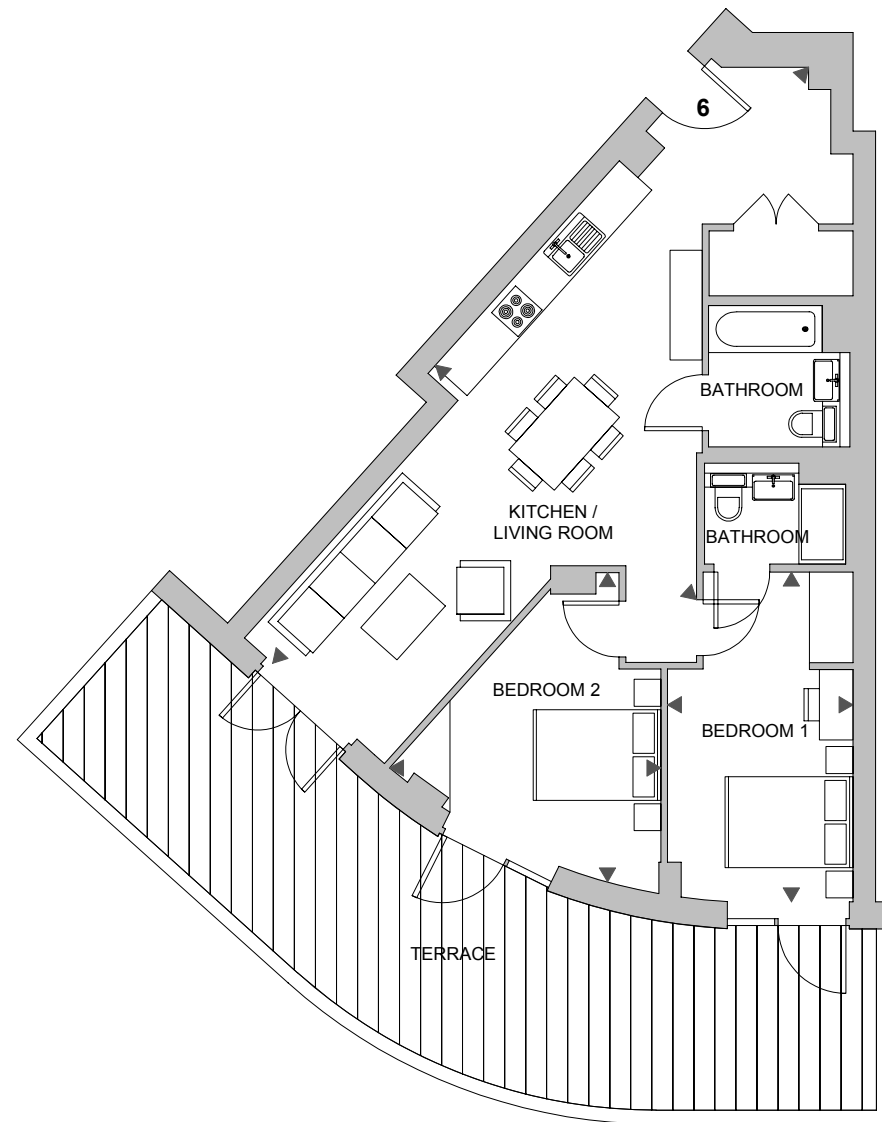 6
BATHROOM
KITCHEN /
LIVING ROOM
BATHROOM
BEDROOM 2
BEDROOM 1
TERRACE